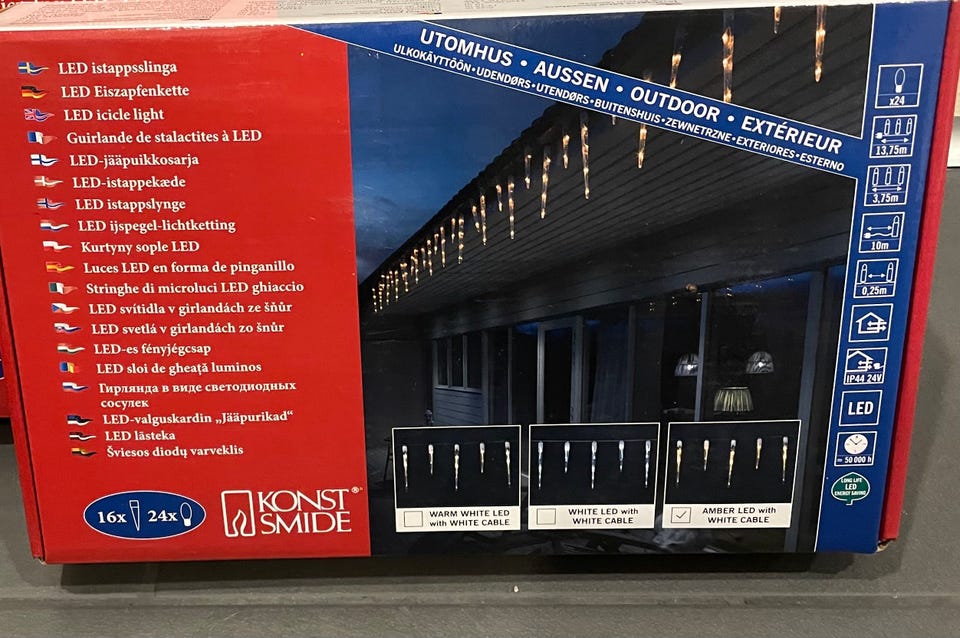 LED istappsslinga
LED Eiszapfenkette
LED icicle light
Guirlande de stalactites à LED
LED-jääpuikkosarja
LED-istappekæde
LED istappslynge
LED ijspegel-lichtketting
Kurtyny sople LED
Luces LED en forma de pinganillo
Stringhe di microluci LED ghiaccio
LED svítidla v girlandách ze šňůr
LED svetlá v girlandách zo šnúr
LED-es fényjégcsap
LED sloi de gheață luminos
Гирлянда в виде светодиодных
сосулек
LED-valguskardin „Jääpurikad“
LED lāsteka
Šviesos diodų varveklis
16x 24x
KONST
SMIDE®
UTOMHUS · AUSSEN · OUTDOOR · EXTÉRIEUR
ULKOKÄYTTÖÖN · UDENDØRS · UTENDØRS · BUITENSHUIS · ZEWNETRZNE · EXTERIORES · ESTERNO
WARM WHITE LED
with WHITE CABLE
WHITE LED with
WHITE CABLE
AMBER LED with
WHITE CABLE
x24
13,75m
3,75m
10m
0,25m
IP44 24V
LED
≈ 50 000 h
LONG LIFE
LED
ENERGY SAVING